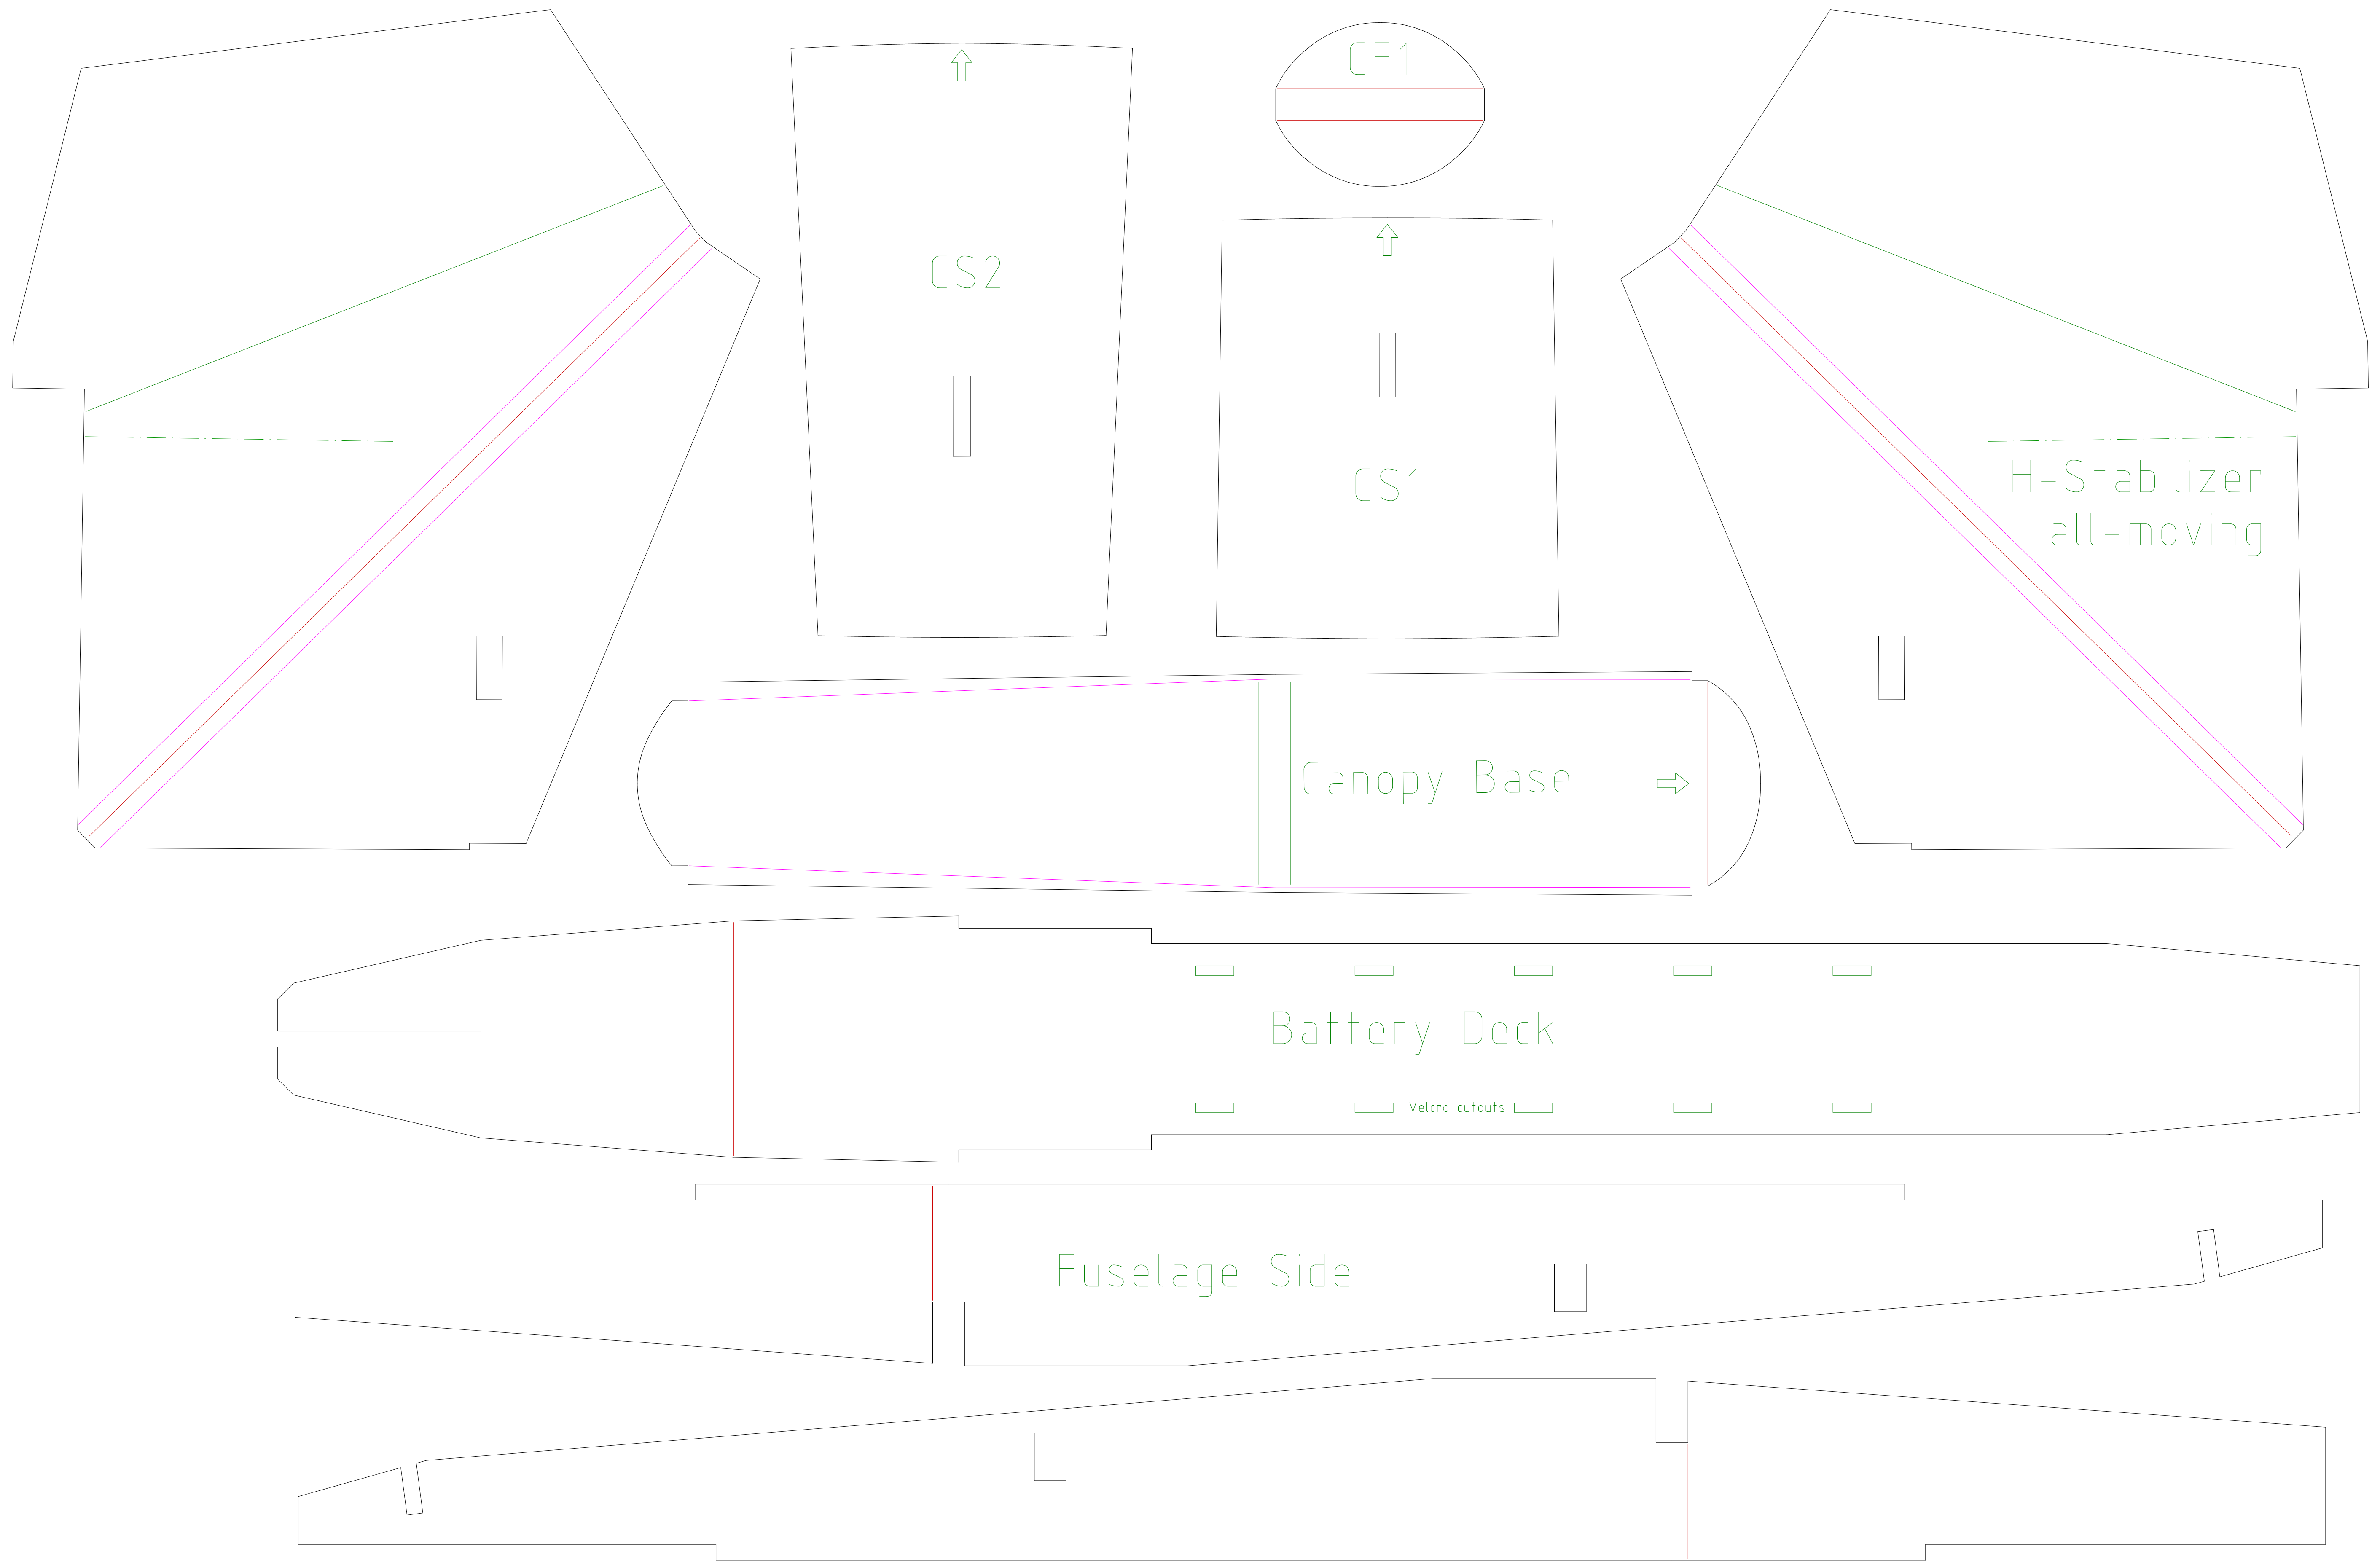 CF1
CS2
CS1
H-Stabilizer
all-moving
Canopy Base
Battery Deck
Velcro cutouts
Fuselage Side